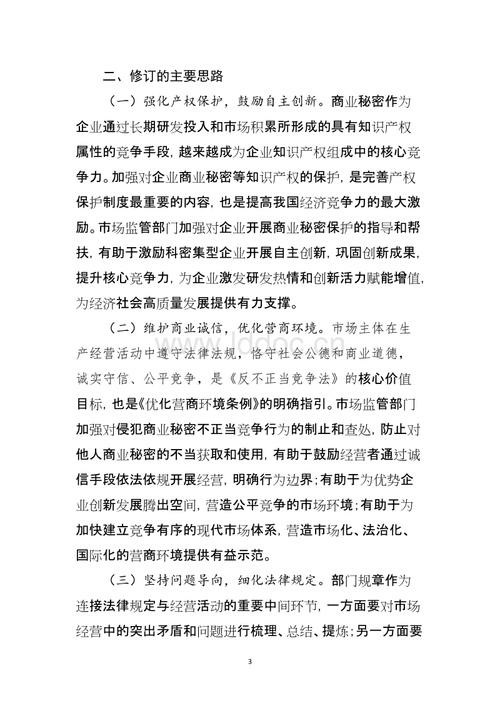 二、修订的主要思路
（一）强化产权保护，鼓励自主创新。商业秘密作为
企业通过长期研发投入和市场积累所形成的具有知识产权
属性的竞争手段，越来越成为企业知识产权组成中的核心竞
争力。加强对企业商业秘密等知识产权的保护，是完善产权
保护制度最重要的内容，也是提高我国经济竞争力的最大激
励。市场监管部门加强对企业开展商业秘密保护的指导和帮
扶，有助于激励科密集型企业开展自主创新，巩固创新成果，
提升核心竞争力，为企业激发研发热情和创新活力赋能增值，
为经济社会高质量发展提供有力支撑。
（二）维护商业诚信，优化营商环境。市场主体在生
产经营活动中遵守法律法规，恪守社会公德和商业道德，
诚实守信、公平竞争，是《反不正当竞争法》的核心价值
目标，也是《优化营商环境条例》的明确指引。市场监管部门
加强对侵犯商业秘密不正当竞争行为的制止和查处，防止对
他人商业秘密的不当获取和使用，有助于鼓励经营者通过诚
信手段依法依规开展经营，明确行为边界；有助于为优势企
业创新发展腾出空间，营造公平竞争的市场环境；有助于为
加快建立竞争有序的现代市场体系，营造市场化、法治化、
国际化的营商环境提供有益示范。
（三）坚持问题导向，细化法律规定。部门规章作为
连接法律规定与经营活动的重要中间环节，一方面要对市场
经营中的突出矛盾和问题进行梳理、总结、提炼；另一方面要
3